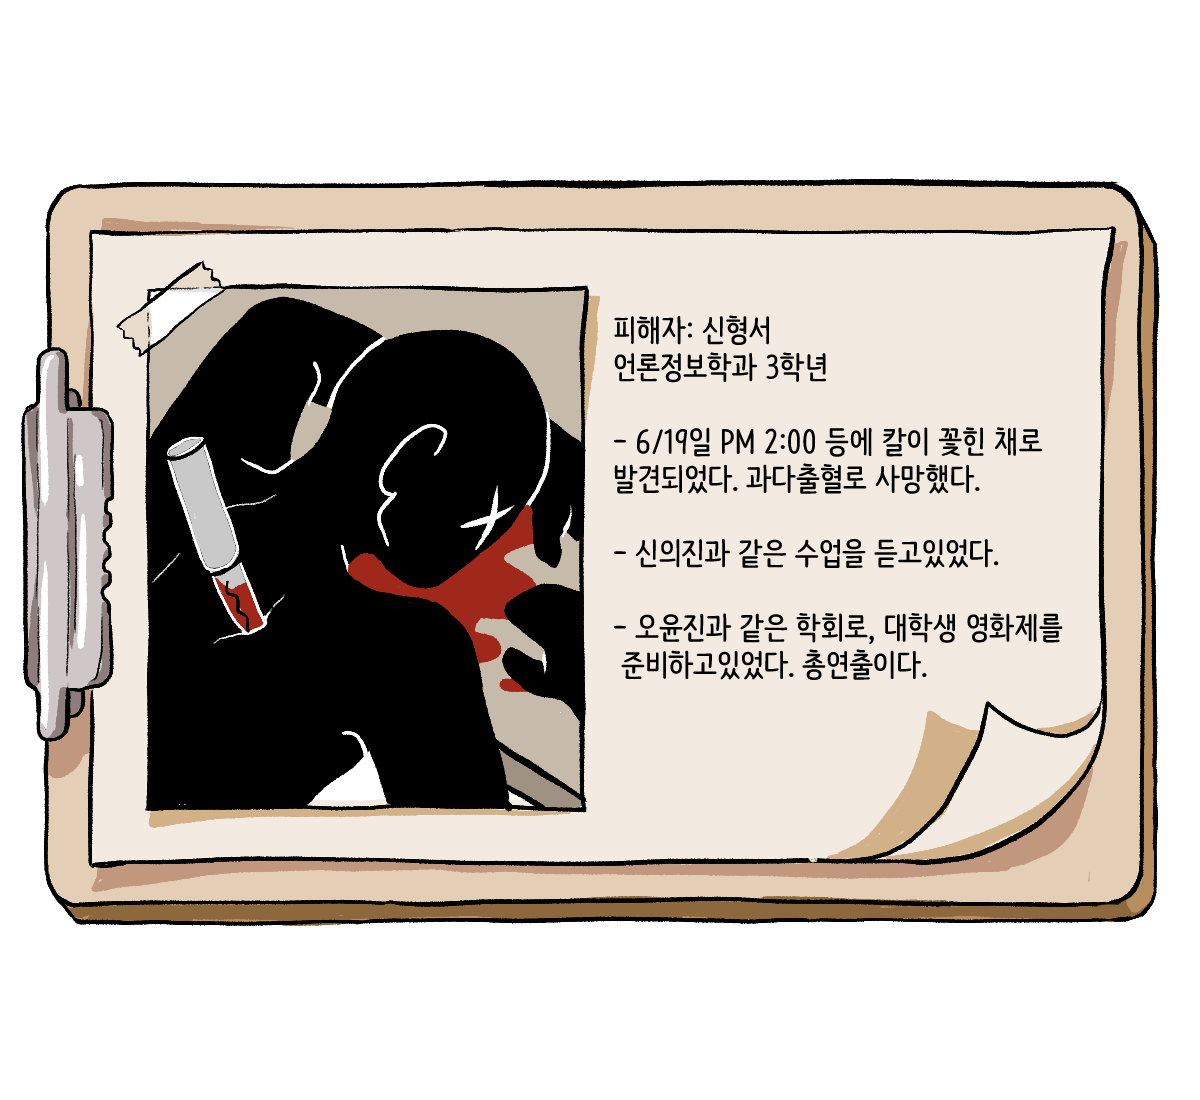 피해자: 신형서
언론정보학과 3학년
- 6/19일 PM 2:00 등에 칼이 꽃힌 채로
발견되었다. 과다출혈로 사망했다.
- 신의진과 같은 수업을 듣고있었다.
- 오윤진과 같은 학회로, 대학생 영화제를
준비하고있었다. 총연출이다.